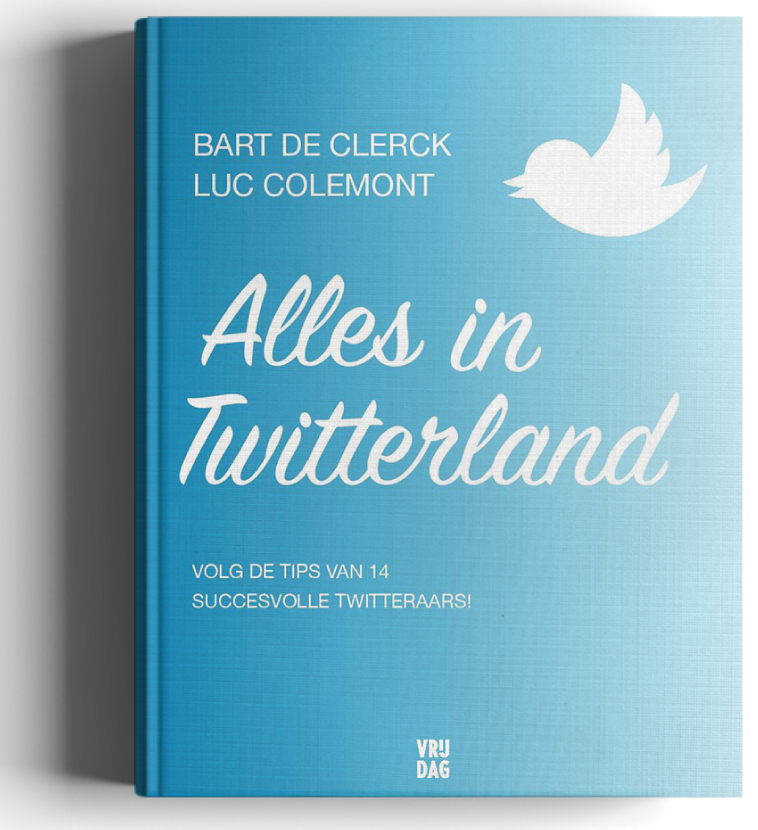 BART DE CLERCK
LUC COLEMONT
Alles in
Twitterland
VOLG DE TIPS VAN 14
SUCCESVOLLE TWITTERAARS!
VRIJ
DAG